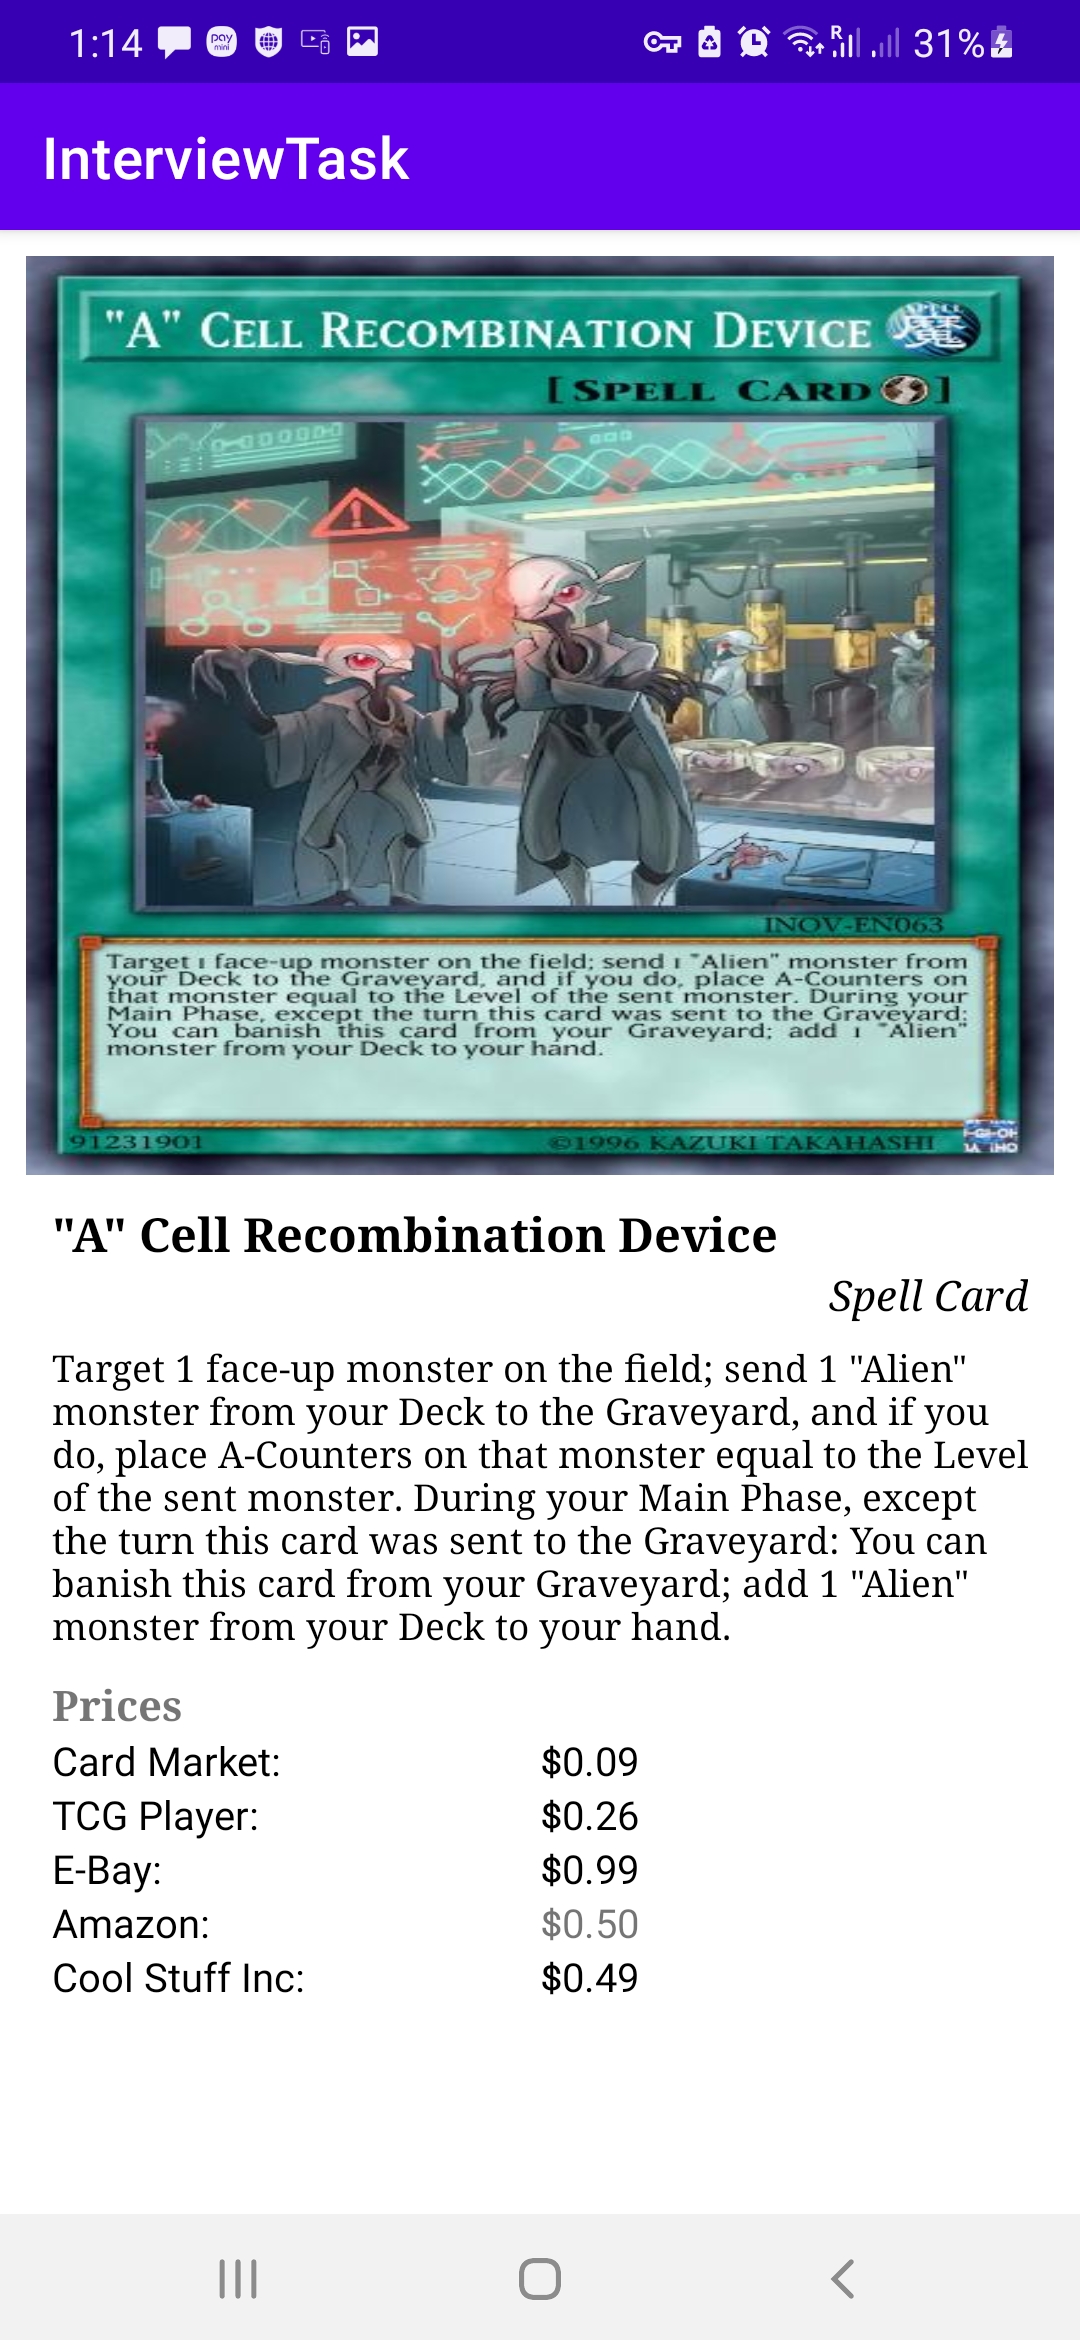 1:14
pay
mini
R
31%
InterviewTask
"A" CELL RECOMBINATION DEVICE 魔
[SPELL CARD]
INOV-EN063
Target 1 face-up monster on the field; send 1 "Alien" monster from
your Deck to the Graveyard, and if you do, place A-Counters on
that monster equal to the Level of the sent monster. During your
Main Phase, except the turn this card was sent to the Graveyard:
You can banish this card from your Graveyard; add 1 "Alien"
monster from your Deck to your hand.
91231901
©1996 KAZUKI TAKAHASHI
"A" Cell Recombination Device
Spell Card
Target 1 face-up monster on the field; send 1 "Alien"
monster from your Deck to the Graveyard, and if you
do, place A-Counters on that monster equal to the Level
of the sent monster. During your Main Phase, except
the turn this card was sent to the Graveyard: You can
banish this card from your Graveyard; add 1 "Alien"
monster from your Deck to your hand.
Prices
Card Market: $0.09
TCG Player: $0.26
E-Bay: $0.99
Amazon: $0.50
Cool Stuff Inc: $0.49